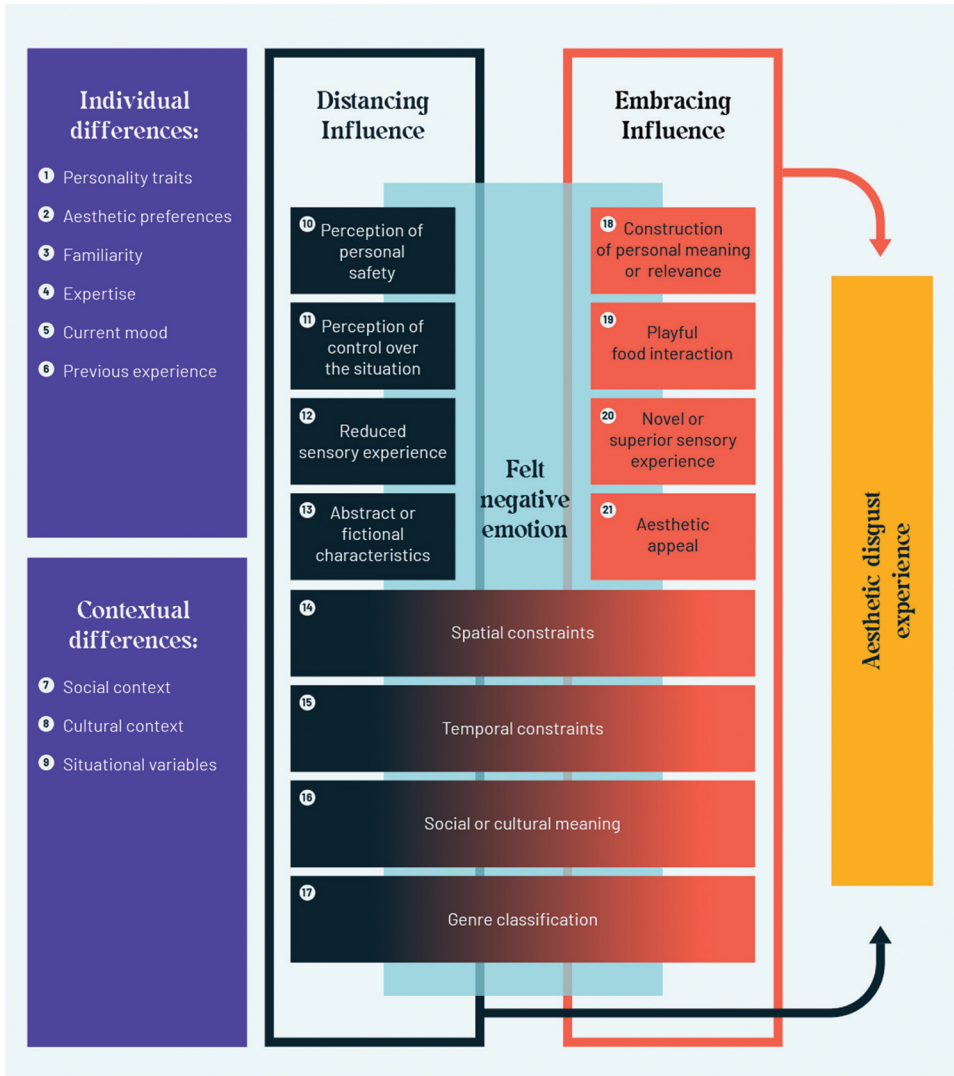 Individual
differences:
1 Personality traits
2 Aesthetic preferences
3 Familiarity
4 Expertise
5 Current mood
6 Previous experience
Contextual
differences:
7 Social context
8 Cultural context
9 Situational variables
Distancing
Influence
10 Perception of
personal
safety
11 Perception of
control over
the situation
12 Reduced
sensory experience
13 Abstract or
fictional
characteristics
Felt
negative
emotion
Embracing
Influence
18 Construction
of personal meaning
or relevance
19 Playful
food interaction
20 Novel or
superior sensory
experience
21 Aesthetic
appeal
14 Spatial constraints
15 Temporal constraints
16 Social or cultural meaning
17 Genre classification
Aesthetic disgust
experience